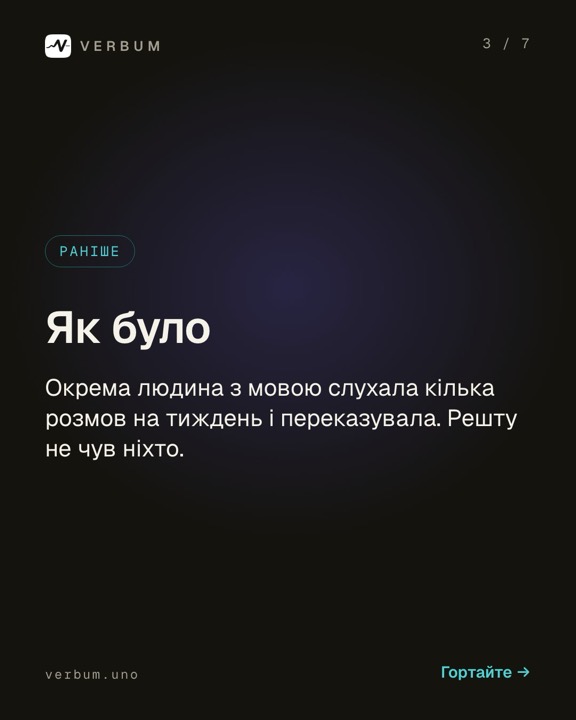 VERBUM
3 / 7
РАНІШЕ
Як було
Окрема людина з мовою слухала кілька
розмов на тиждень і переказувала. Решту
не чув ніхто.
verbum.uno
Гортайте →